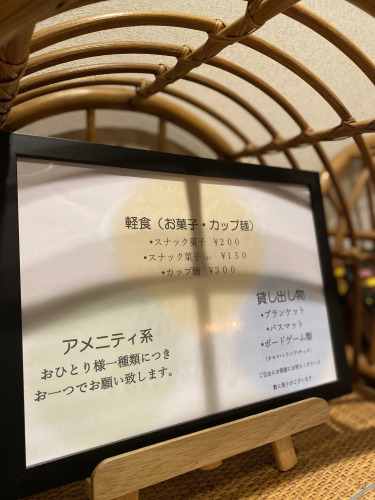 軽食（お菓子・カップ麺）
•スナック菓子 ¥200
•スナック菓子 ¥150
•カップ麺 ¥300
貸し出し物
•ブランケット
•バスマット
•ボードゲーム類
アメニティ系
おひとり様一種類につき
お一つでお願い致します。